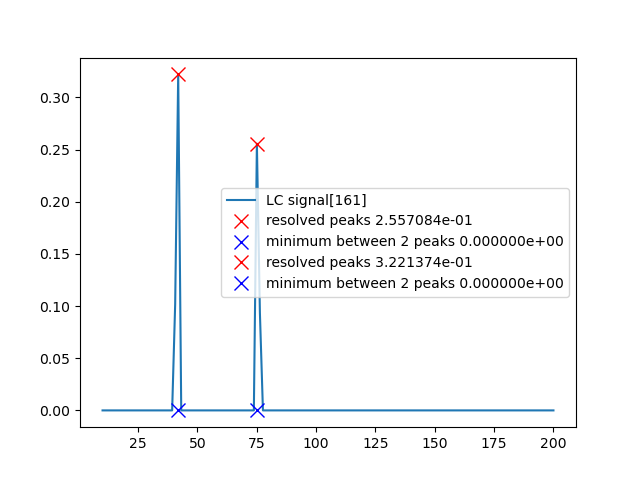 0.30
0.25
0.20
0.15
0.10
0.05
0.00
LC signal[161]
resolved peaks 2.557084e-01
minimum between 2 peaks 0.000000e+00
resolved peaks 3.221374e-01
minimum between 2 peaks 0.000000e+00
25 50 75 100 125 150 175 200